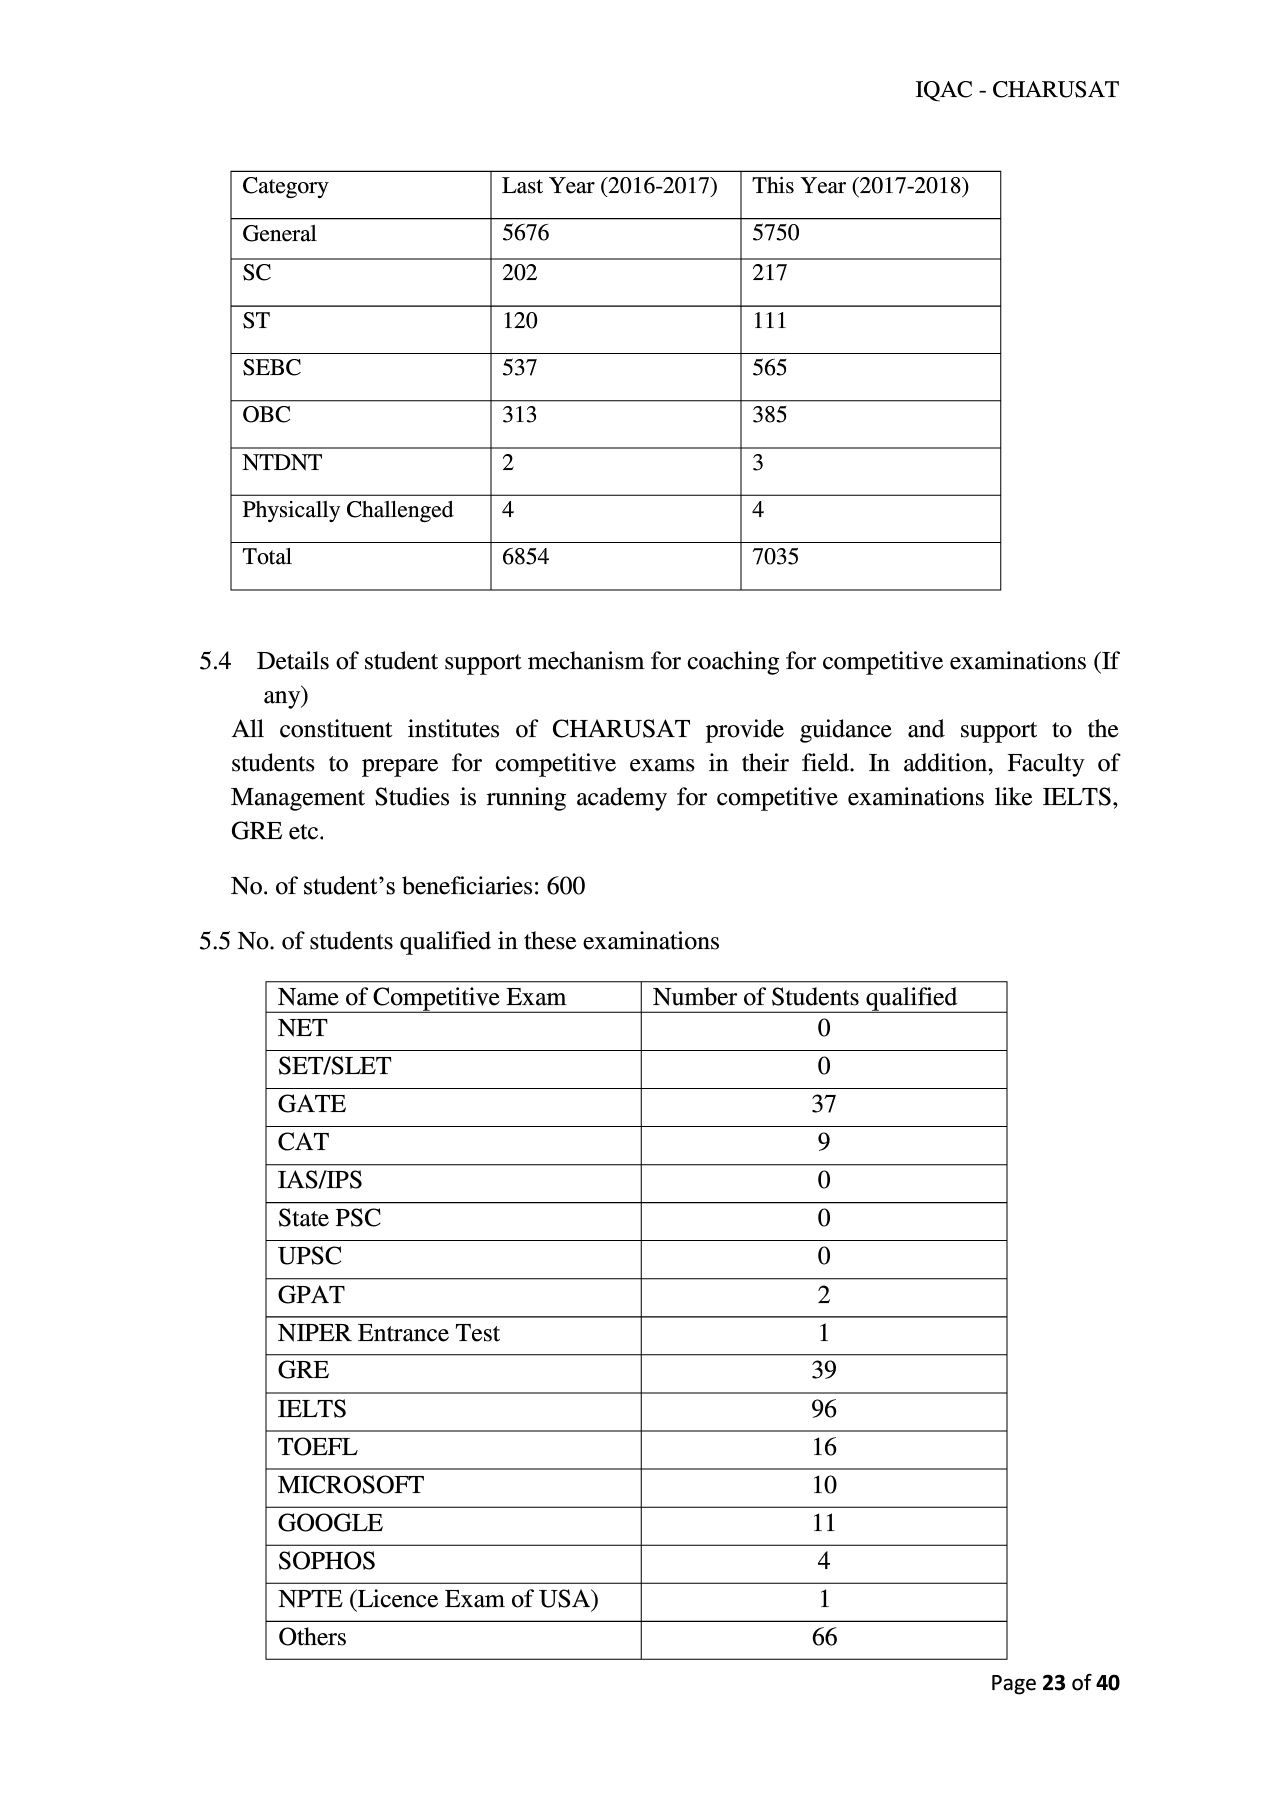 IQAC - CHARUSAT
Category Last Year (2016-2017) This Year (2017-2018)
General 5676 5750
SC 202 217
ST 120 111
SEBC 537 565
OBC 313 385
NTDNT 2 3
Physically Challenged 4 4
Total 6854 7035
5.4 Details of student support mechanism for coaching for competitive examinations (If
any)
All constituent institutes of CHARUSAT provide guidance and support to the
students to prepare for competitive exams in their field. In addition, Faculty of
Management Studies is running academy for competitive examinations like IELTS,
GRE etc.
No. of student’s beneficiaries: 600
5.5 No. of students qualified in these examinations
Name of Competitive Exam Number of Students qualified
NET 0
SET/SLET 0
GATE 37
CAT 9
IAS/IPS 0
State PSC 0
UPSC 0
GPAT 2
NIPER Entrance Test 1
GRE 39
IELTS 96
TOEFL 16
MICROSOFT 10
GOOGLE 11
SOPHOS 4
NPTE (Licence Exam of USA) 1
Others 66
Page 23 of 40